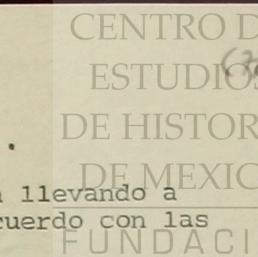 CENTRO D
ESTUDIOS
DE HISTOR
DE MEXIC
llevando a
cuerdo con las
FUNDACI